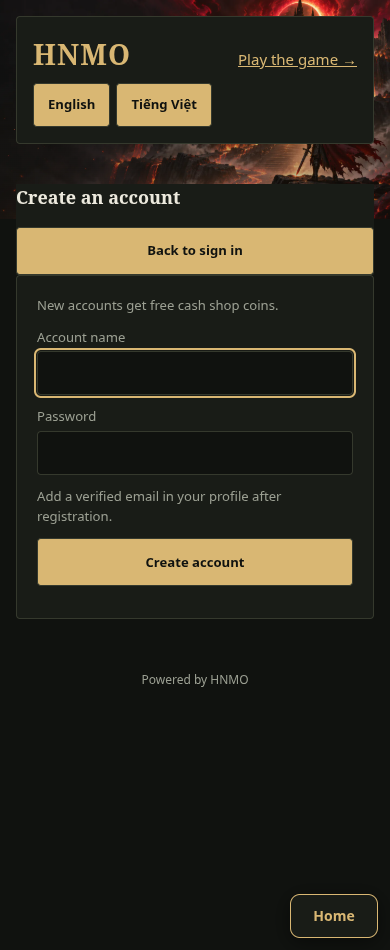 HNMO
Play the game →
English
Tiếng Việt
Create an account
Back to sign in
New accounts get free cash shop coins.
Account name
Password
Add a verified email in your profile after
registration.
Create account
Powered by HNMO
Home